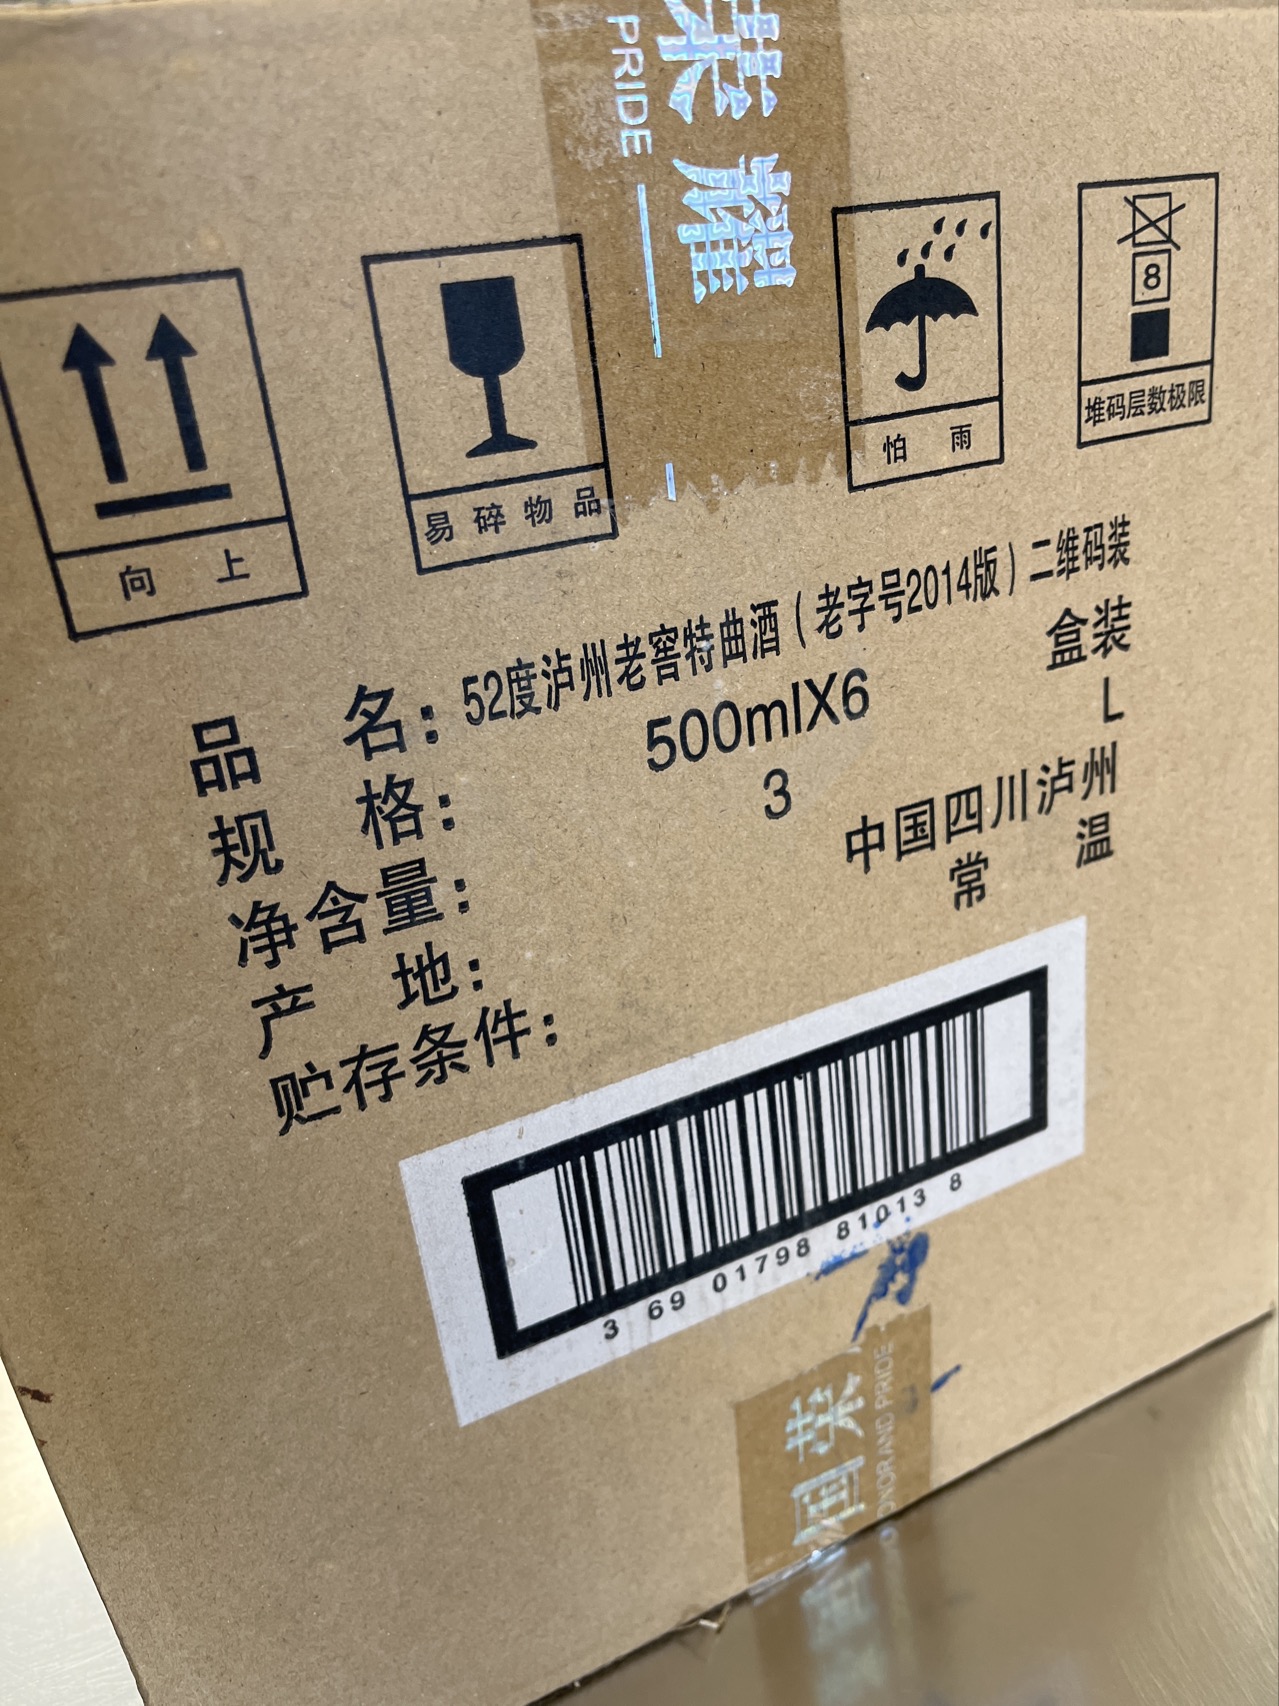 荣耀
PRIDE
8
向上
易碎物品
怕雨
堆码层数极限
品名：52度泸州老窖特曲酒（老字号2014版）二维码装
规格：500mlX6 盒装
净含量：3 L
产地：中国四川泸州
贮存条件：常温
3 69 01798 81013 8
国荣
ONOR AND PRIDE